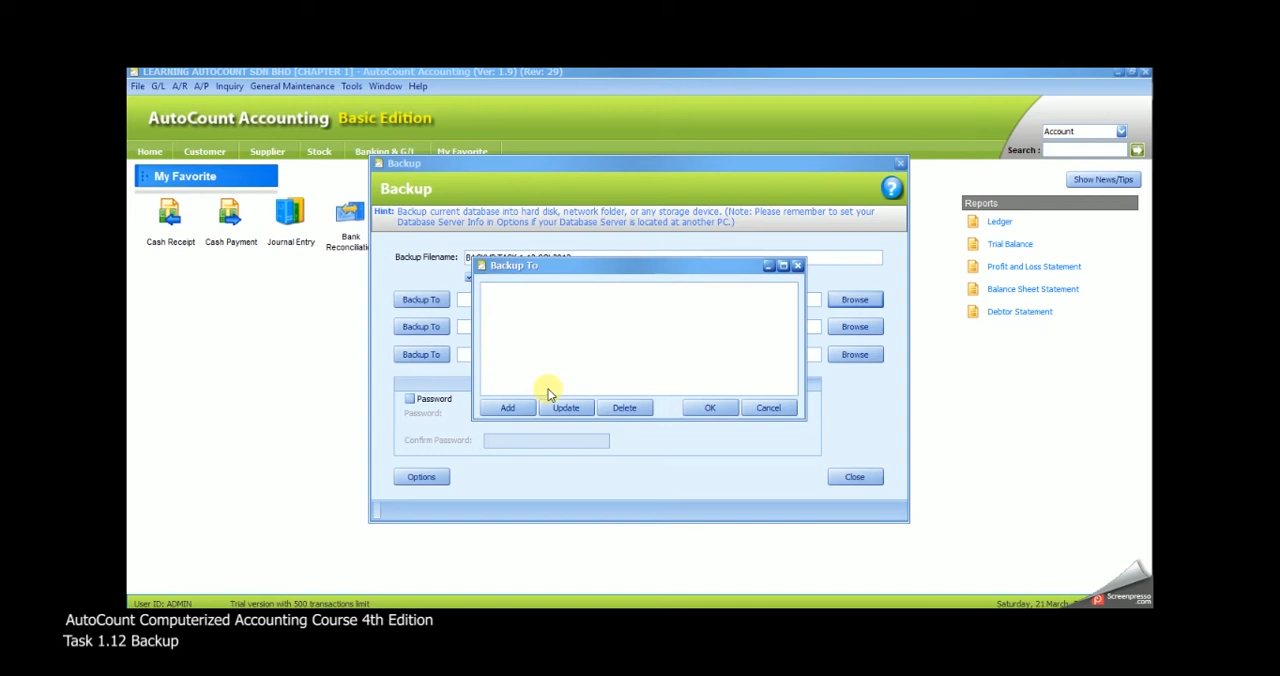 LEARNING AUTOCOUNT SDN BHD [CHAPTER 1] - AutoCount Accounting (Ver: 1.9) (Rev: 29)
File G/L A/R A/P Inquiry General Maintenance Tools Window Help
AutoCount Accounting Basic Edition
Account
Home Customer Supplier Stock Banking & G/L My Favorite
Search :
Backup
My Favorite
Show News/Tips
Backup
?
Reports
Hint: Backup current database into hard disk, network folder, or any storage device. (Note: Please remember to set your
Database Server Info in Options if your Database Server is located at another PC.)
Ledger
Cash Receipt Cash Payment Journal Entry Bank
Trial Balance
Backup Filename:
Backup To
Profit and Loss Statement
Balance Sheet Statement
Backup To Browse
Debtor Statement
Backup To Browse
Backup To Browse
Password
Add Update Delete OK Cancel
Password:
Confirm Password:
Options Close
User ID: ADMIN Trial version with 500 transactions limit
Saturday, 21 March
Screenpresso
.com
AutoCount Computerized Accounting Course 4th Edition
Task 1.12 Backup